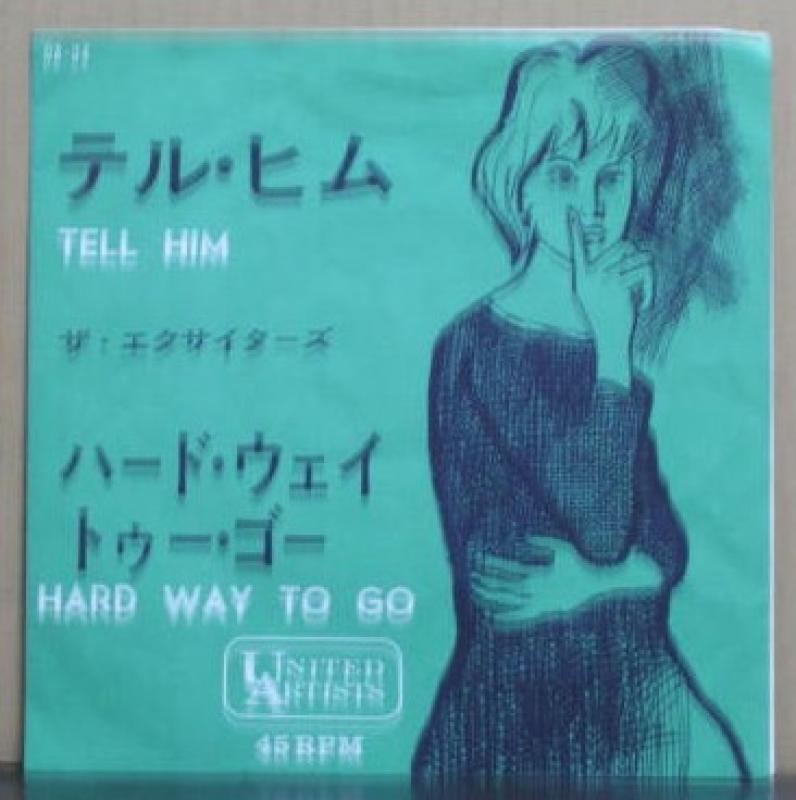 テル・ヒム
TELL HIM
ザ・エクサイターズ
ハード・ウェイ
トゥー・ゴー
HARD WAY TO GO
UNITED
ARTISTS
45 RPM